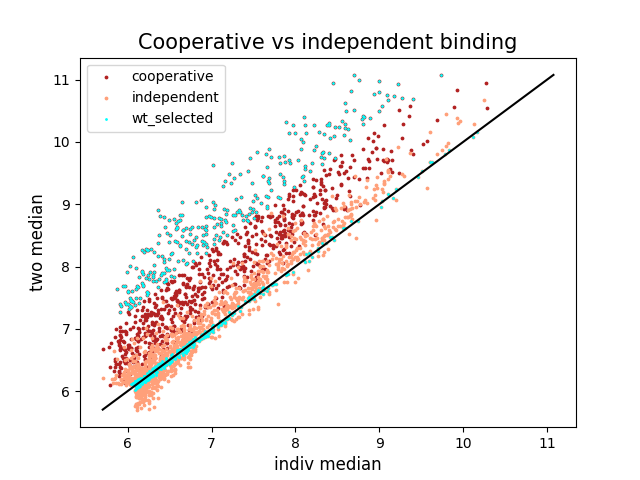 Cooperative vs independent binding
cooperative
independent
wt_selected
two median
11
10
9
8
7
6
6 7 8 9 10 11
indiv median